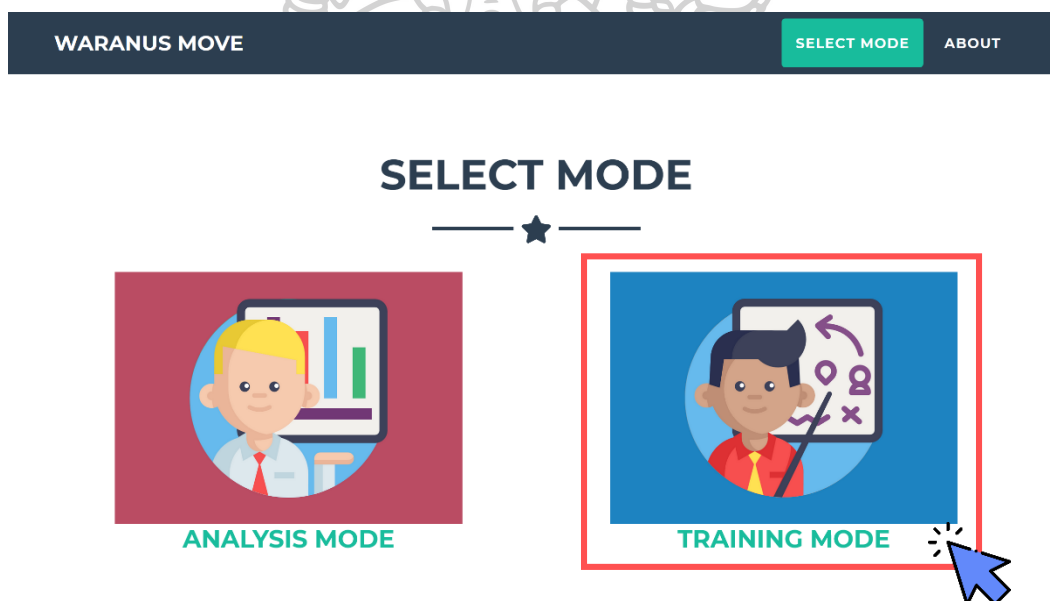 WARANUS MOVE
SELECT MODE
ABOUT
SELECT MODE
ANALYSIS MODE
TRAINING MODE